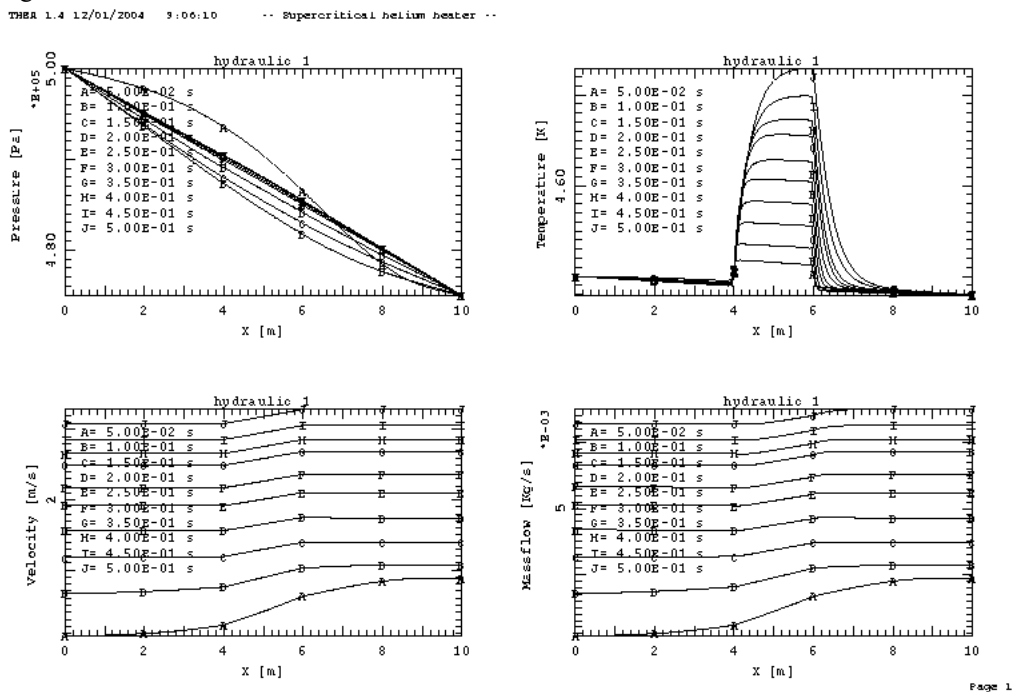 THEA 1.4 12/01/2004 9:06:10 -- Supercritical helium heater --
hydraulic 1
5.00
*E+05
4.80
Pressure [Pa]
A= 5.00E-02 s
B= 1.00E-01 s
C= 1.50E-01 s
D= 2.00E-01 s
E= 2.50E-01 s
F= 3.00E-01 s
G= 3.50E-01 s
H= 4.00E-01 s
I= 4.50E-01 s
J= 5.00E-01 s
0 2 4 6 8 10
X [m]
hydraulic 1
4.60
Temperature [K]
A= 5.00E-02 s
B= 1.00E-01 s
C= 1.50E-01 s
D= 2.00E-01 s
E= 2.50E-01 s
F= 3.00E-01 s
G= 3.50E-01 s
H= 4.00E-01 s
I= 4.50E-01 s
J= 5.00E-01 s
0 2 4 6 8 10
X [m]
hydraulic 1
2
Velocity [m/s]
A= 5.00E-02 s
B= 1.00E-01 s
C= 1.50E-01 s
D= 2.00E-01 s
E= 2.50E-01 s
F= 3.00E-01 s
G= 3.50E-01 s
H= 4.00E-01 s
I= 4.50E-01 s
J= 5.00E-01 s
0 2 4 6 8 10
X [m]
hydraulic 1
*E-03
5
Massflow [Kg/s]
A= 5.00E-02 s
B= 1.00E-01 s
C= 1.50E-01 s
D= 2.00E-01 s
E= 2.50E-01 s
F= 3.00E-01 s
G= 3.50E-01 s
H= 4.00E-01 s
I= 4.50E-01 s
J= 5.00E-01 s
0 2 4 6 8 10
X [m]
Page 1